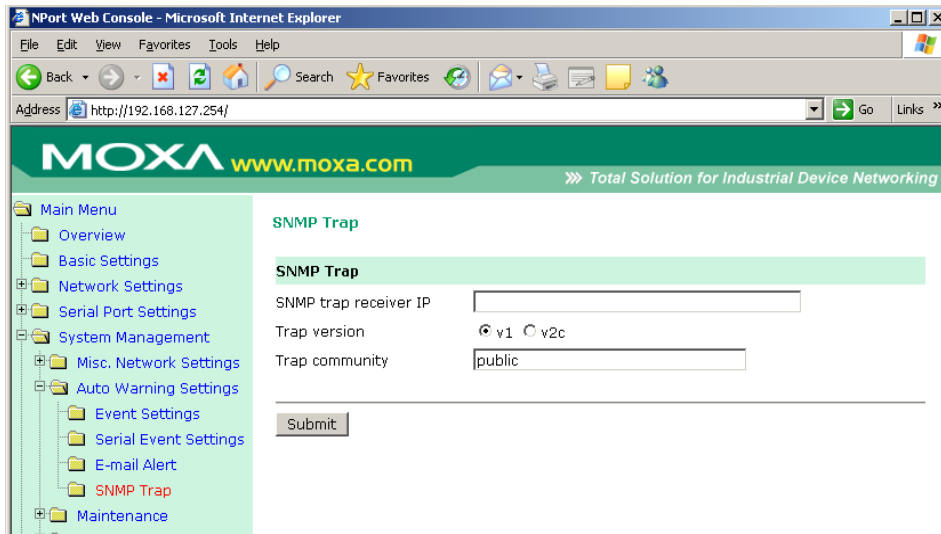 NPort Web Console - Microsoft Internet Explorer
File Edit View Favorites Tools Help
Back Search Favorites
Address http://192.168.127.254/ Go Links »
MOXA www.moxa.com
Total Solution for Industrial Device Networking
Main Menu
Overview
Basic Settings
Network Settings
Serial Port Settings
System Management
Misc. Network Settings
Auto Warning Settings
Event Settings
Serial Event Settings
E-mail Alert
SNMP Trap
Maintenance
SNMP Trap
SNMP Trap
SNMP trap receiver IP
Trap version v1 v2c
Trap community public
Submit